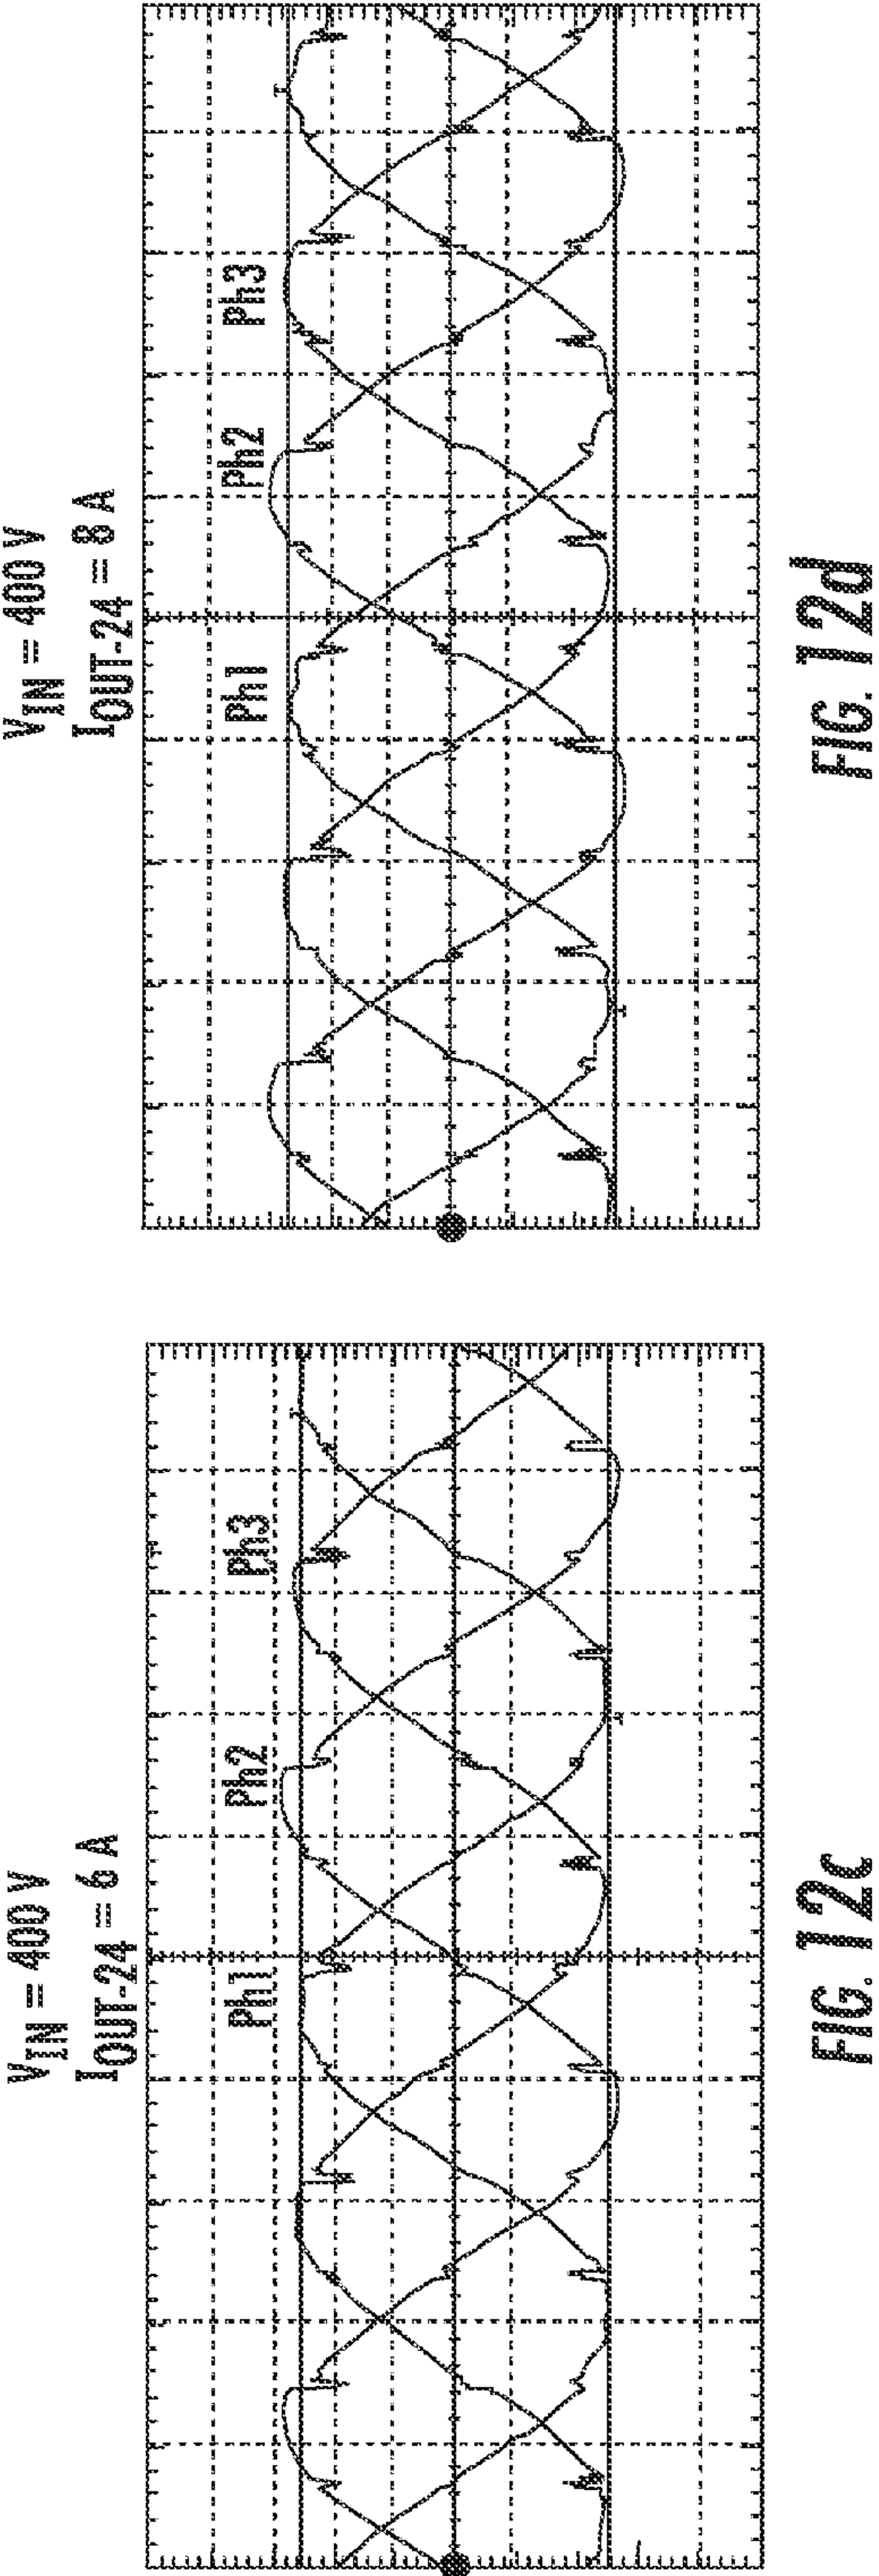 V_IN = 400 V
I_OUT-24 = 6 A
Ph1
Ph2
Ph3
FIG. 12c
V_IN = 400 V
I_OUT-24 = 8 A
Ph1
Ph2
Ph3
FIG. 12d